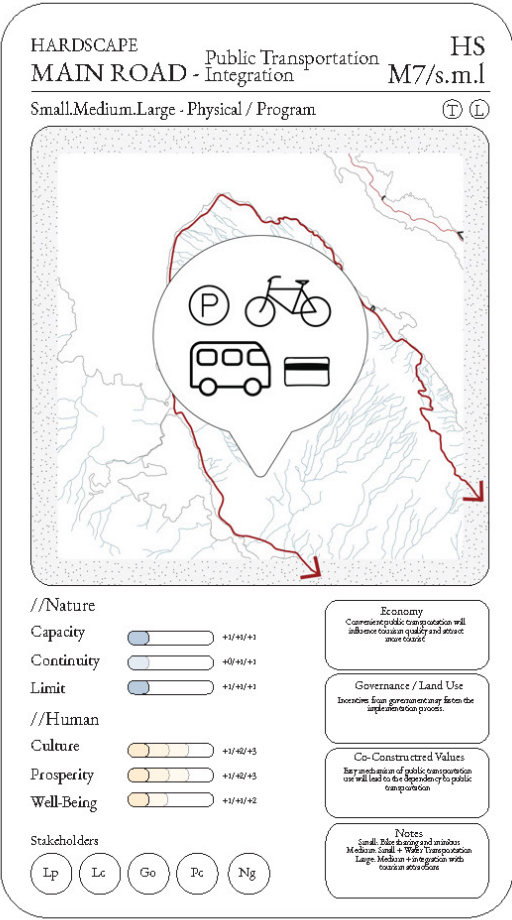 HARDSCAPE
MAIN ROAD - Public Transportation
Integration
HS
M7/s.m.l
Small.Medium.Large - Physical / Program
T L
P
//Nature
Capacity +1/+1/+1
Continuity +0/+1/+1
Limit +1/+1/+1
//Human
Culture +1/+2/+3
Prosperity +1/+2/+3
Well-Being +1/+1/+2
Stakeholders
Lp Lc Go Pc Ng
Economy
Convenient public transportation will
influence tourism quality and attract
more tourist
Governance / Land Use
Incentives from government may fasten the
implementation process.
Co-Constructred Values
Easy mechanism of public transportation
use will lead to the dependency to public
transportation
Notes
Small: Bike sharing and minibus
Medium: Small + Water Transportation
Large: Medium + integration with
tourism attractions